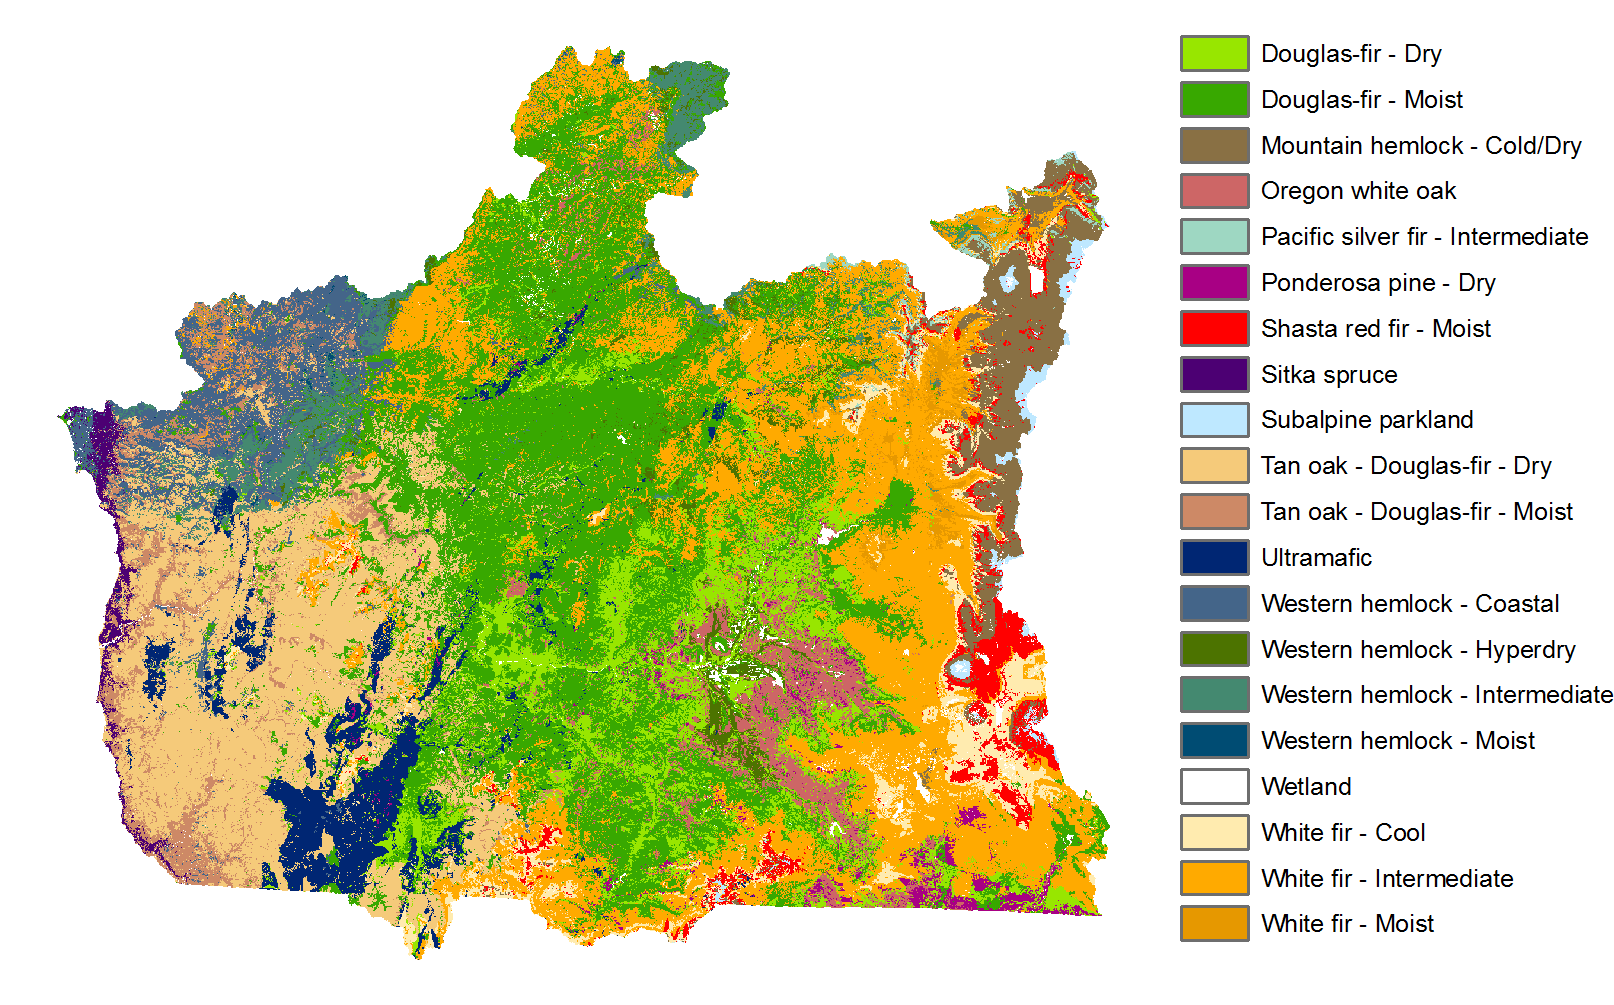 Douglas-fir - Dry
Douglas-fir - Moist
Mountain hemlock - Cold/Dry
Oregon white oak
Pacific silver fir - Intermediate
Ponderosa pine - Dry
Shasta red fir - Moist
Sitka spruce
Subalpine parkland
Tan oak - Douglas-fir - Dry
Tan oak - Douglas-fir - Moist
Ultramafic
Western hemlock - Coastal
Western hemlock - Hyperdry
Western hemlock - Intermediate
Western hemlock - Moist
Wetland
White fir - Cool
White fir - Intermediate
White fir - Moist